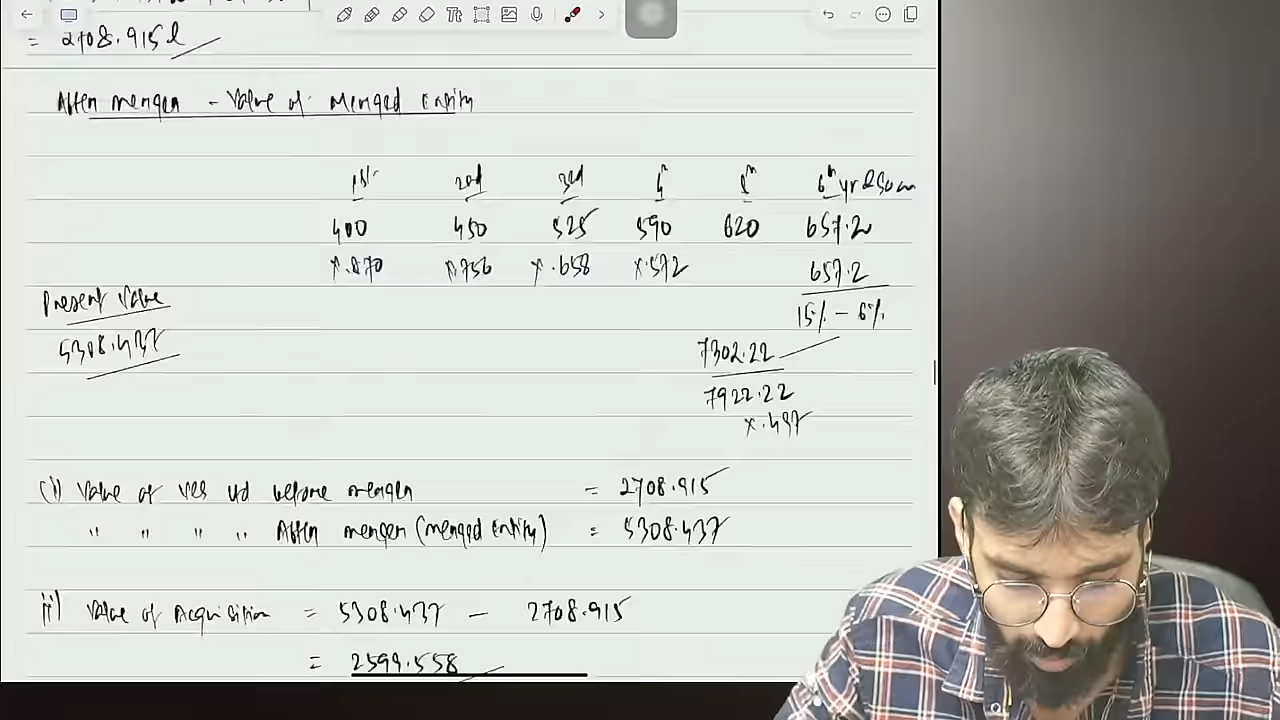 = 2708.915 l
After merger - Value of Merged Entity
1st 2nd 3rd 4th 5th 6th yr & so on
400 450 525 590 620 657.20
x.870 x.756 x.658 x.572 657.2
15% - 6%
Present Value
5308.437
7302.22
7922.22
x.497
(i) Value of Yes Ltd before merger = 2708.915
" " " " After merger (merged entity) = 5308.437
ii) Value of Acquisition = 5308.437 - 2708.915
= 2599.558